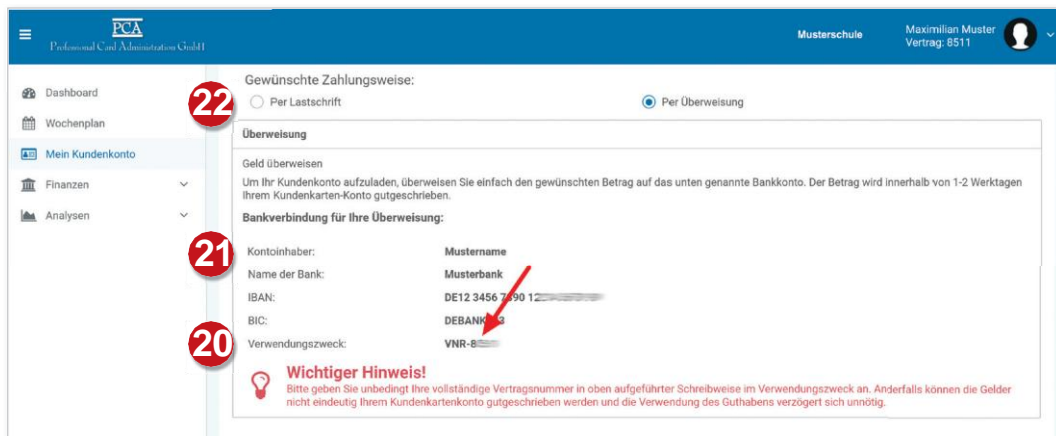 PCA
Professional Card Administration GmbH
Musterschule
Maximilian Muster
Vertrag: 8511
Dashboard
Wochenplan
Mein Kundenkonto
Finanzen
Analysen
22
Gewünschte Zahlungsweise:
Per Lastschrift
Per Überweisung
Überweisung
Geld überweisen
Um Ihr Kundenkonto aufzuladen, überweisen Sie einfach den gewünschten Betrag auf das unten genannte Bankkonto. Der Betrag wird innerhalb von 1-2 Werktagen
Ihrem Kundenkarten-Konto gutgeschrieben.
Bankverbindung für Ihre Überweisung:
21
Kontoinhaber: Mustername
Name der Bank: Musterbank
IBAN: DE12 3456
BIC:
20
Verwendungszweck: VNR-8
Wichtiger Hinweis!
Bitte geben Sie unbedingt Ihre vollständige Vertragsnummer in oben aufgeführter Schreibweise im Verwendungszweck an. Anderfalls können die Gelder
nicht eindeutig Ihrem Kundenkartenkonto gutgeschrieben werden und die Verwendung des Guthabens verzögert sich unnötig.